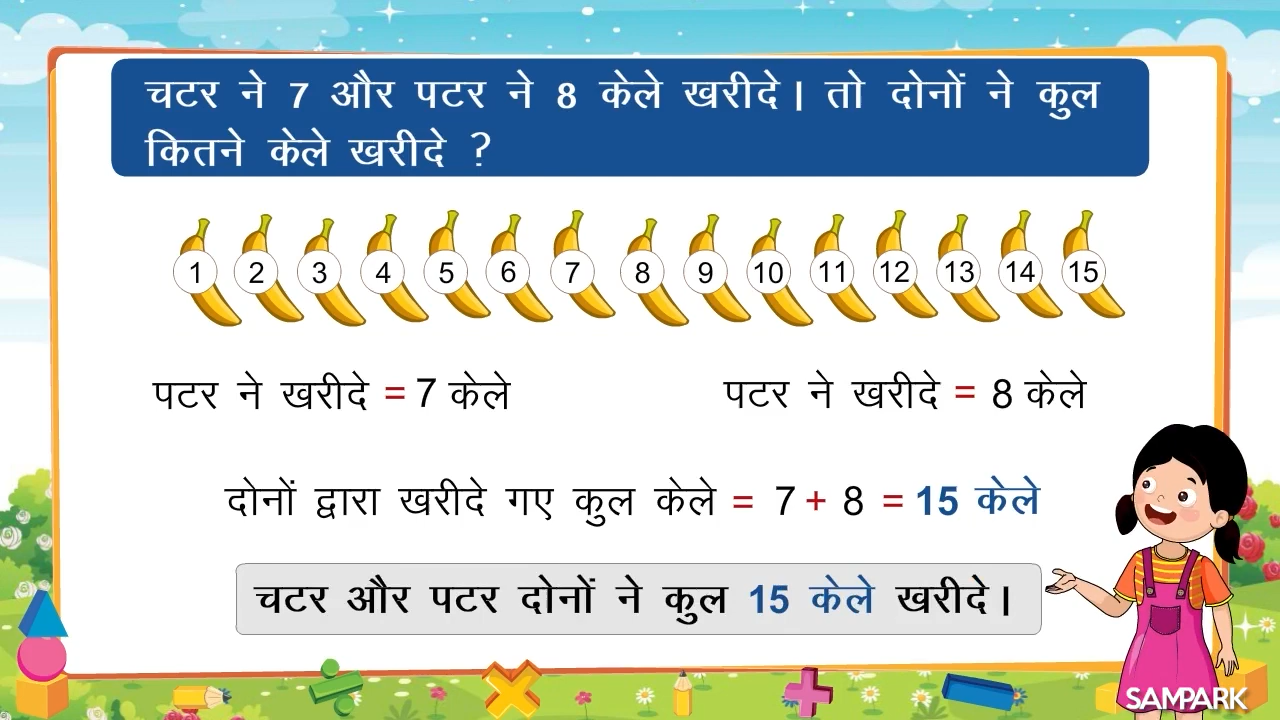 चटर ने 7 और पटर ने 8 केले खरीदे। तो दोनों ने कुल
कितने केले खरीदे ?
1 2 3 4 5 6 7 8 9 10 11 12 13 14 15
पटर ने खरीदे = 7 केले
पटर ने खरीदे = 8 केले
दोनों द्वारा खरीदे गए कुल केले = 7 + 8 = 15 केले
चटर और पटर दोनों ने कुल 15 केले खरीदे।
SAMPARK